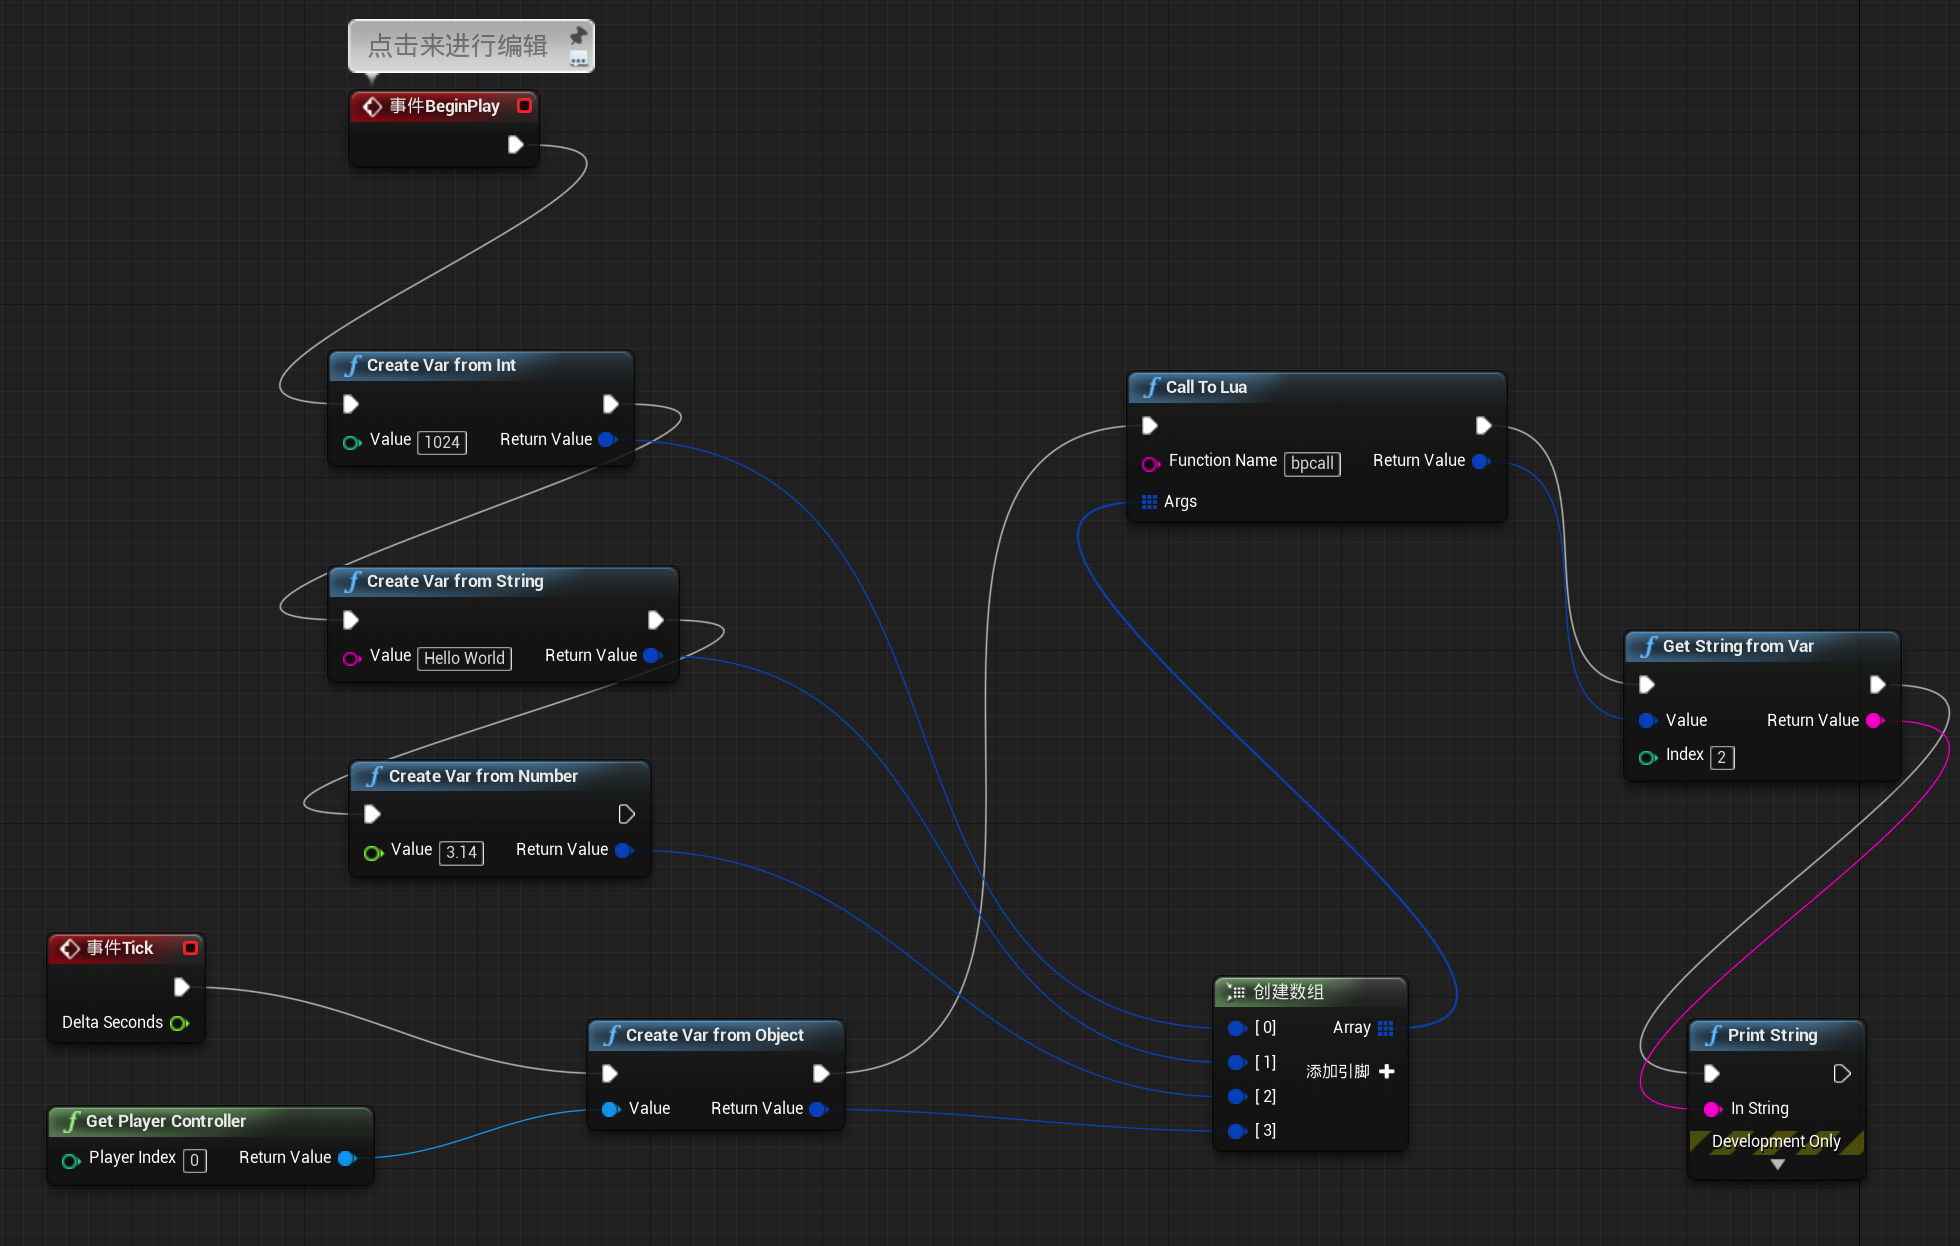 点击来进行编辑
事件BeginPlay
Create Var from Int
Value 1024 Return Value
Create Var from String
Value Hello World Return Value
Create Var from Number
Value 3.14 Return Value
事件Tick
Delta Seconds
Get Player Controller
Player Index 0 Return Value
Create Var from Object
Value Return Value
Call To Lua
Function Name bpcall Return Value
Args
创建数组
[ 0] Array
[ 1] 添加引脚
[ 2]
[ 3]
Get String from Var
Value Return Value
Index 2
Print String
In String
Development Only